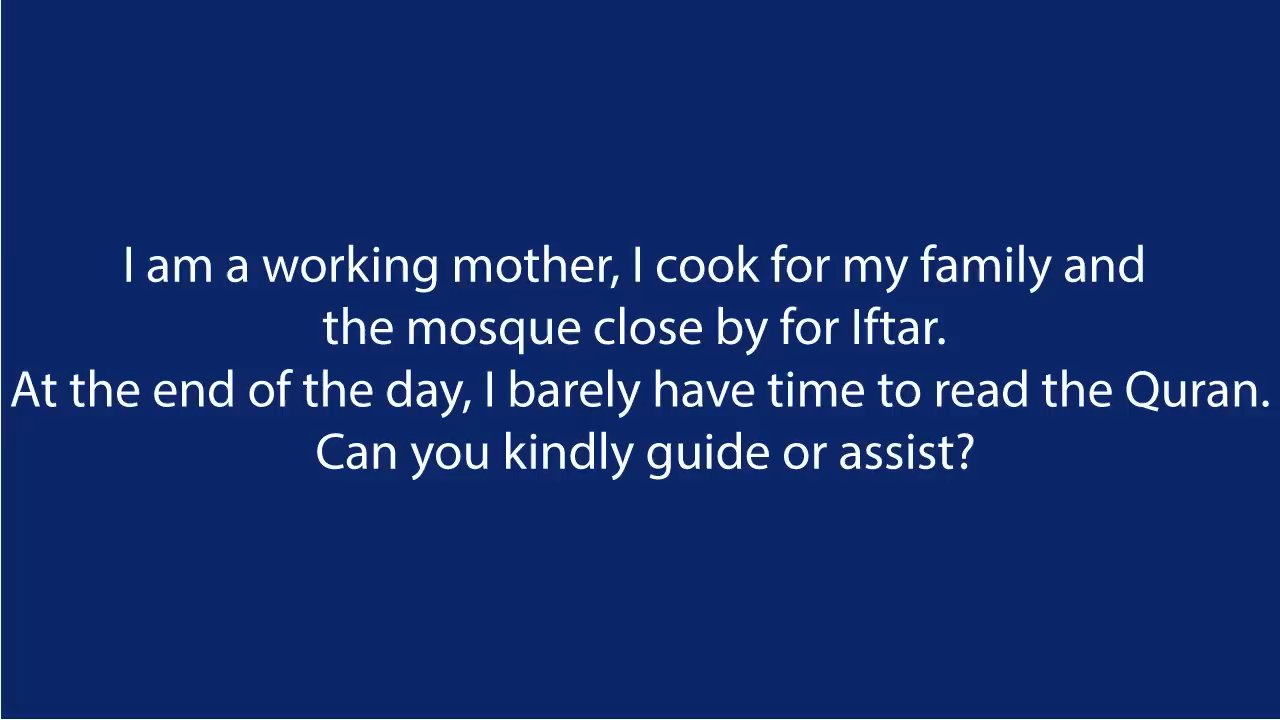 I am a working mother, I cook for my family and
the mosque close by for Iftar.
At the end of the day, I barely have time to read the Quran.
Can you kindly guide or assist?